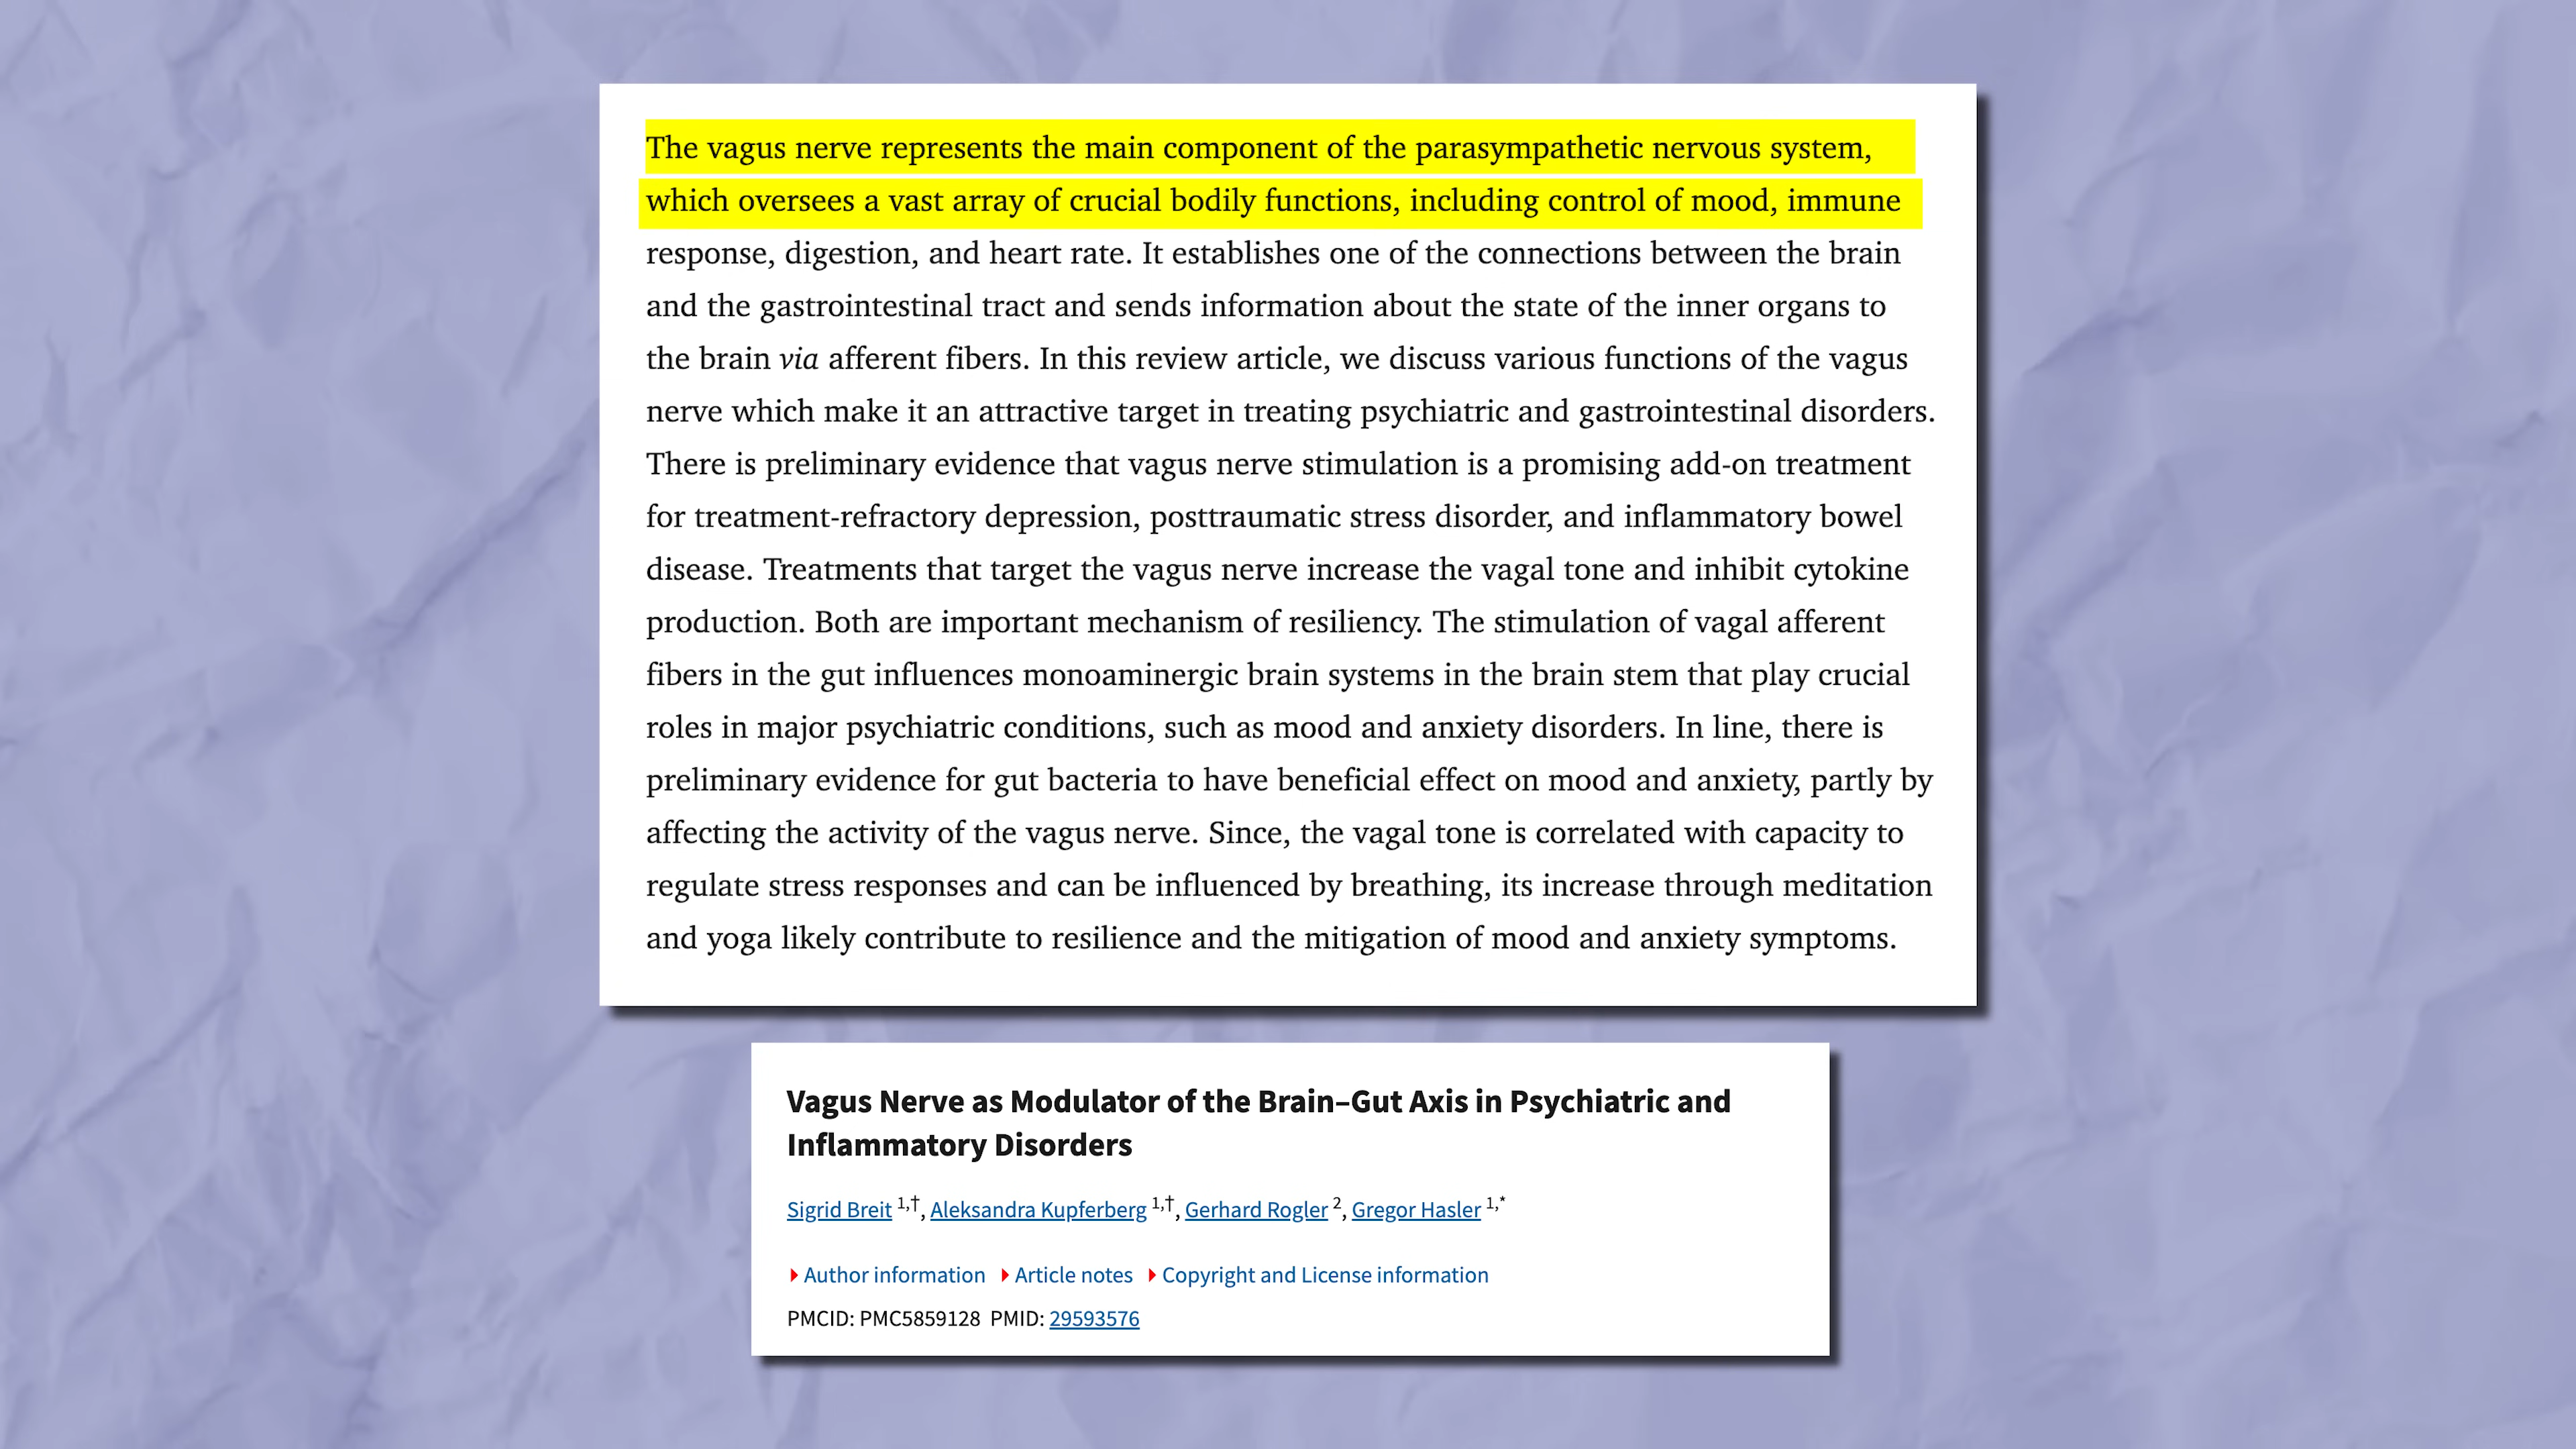 The vagus nerve represents the main component of the parasympathetic nervous system,
which oversees a vast array of crucial bodily functions, including control of mood, immune
response, digestion, and heart rate. It establishes one of the connections between the brain
and the gastrointestinal tract and sends information about the state of the inner organs to
the brain via afferent fibers. In this review article, we discuss various functions of the vagus
nerve which make it an attractive target in treating psychiatric and gastrointestinal disorders.
There is preliminary evidence that vagus nerve stimulation is a promising add-on treatment
for treatment-refractory depression, posttraumatic stress disorder, and inflammatory bowel
disease. Treatments that target the vagus nerve increase the vagal tone and inhibit cytokine
production. Both are important mechanism of resiliency. The stimulation of vagal afferent
fibers in the gut influences monoaminergic brain systems in the brain stem that play crucial
roles in major psychiatric conditions, such as mood and anxiety disorders. In line, there is
preliminary evidence for gut bacteria to have beneficial effect on mood and anxiety, partly by
affecting the activity of the vagus nerve. Since, the vagal tone is correlated with capacity to
regulate stress responses and can be influenced by breathing, its increase through meditation
and yoga likely contribute to resilience and the mitigation of mood and anxiety symptoms.
Vagus Nerve as Modulator of the Brain–Gut Axis in Psychiatric and
Inflammatory Disorders
Sigrid Breit 1,†, Aleksandra Kupferberg 1,†, Gerhard Rogler 2, Gregor Hasler 1,*
Author information Article notes Copyright and License information
PMCID: PMC5859128 PMID: 29593576